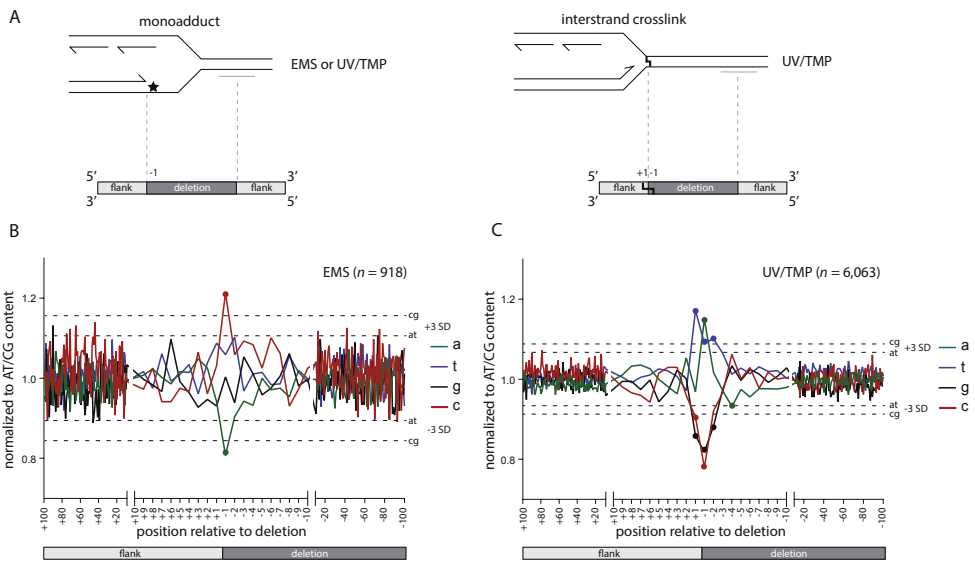 A
monoadduct
EMS or UV/TMP
-1
5′ 3′
flank deletion flank
3′ 5′
interstrand crosslink
UV/TMP
+1 -1
5′ 3′
flank deletion flank
3′ 5′
B
EMS (n = 918)
normalized to AT/CG content
1.2
1.0
0.8
cg
+3 SD
at
at
-3 SD
cg
a
t
g
c
+100 +80 +60 +40 +20 +10 +9 +8 +7 +6 +5 +4 +3 +2 +1 -1 -2 -3 -4 -5 -6 -7 -8 -9 -10 -20 -40 -60 -80 -100
position relative to deletion
flank deletion
C
UV/TMP (n = 6,063)
normalized to AT/CG content
1.2
1.0
0.8
cg
+3 SD
at
at
-3 SD
cg
a
t
g
c
+100 +80 +60 +40 +20 +10 +9 +8 +7 +6 +5 +4 +3 +2 +1 -1 -2 -3 -4 -5 -6 -7 -8 -9 -10 -20 -40 -60 -80 -100
position relative to deletion
flank deletion